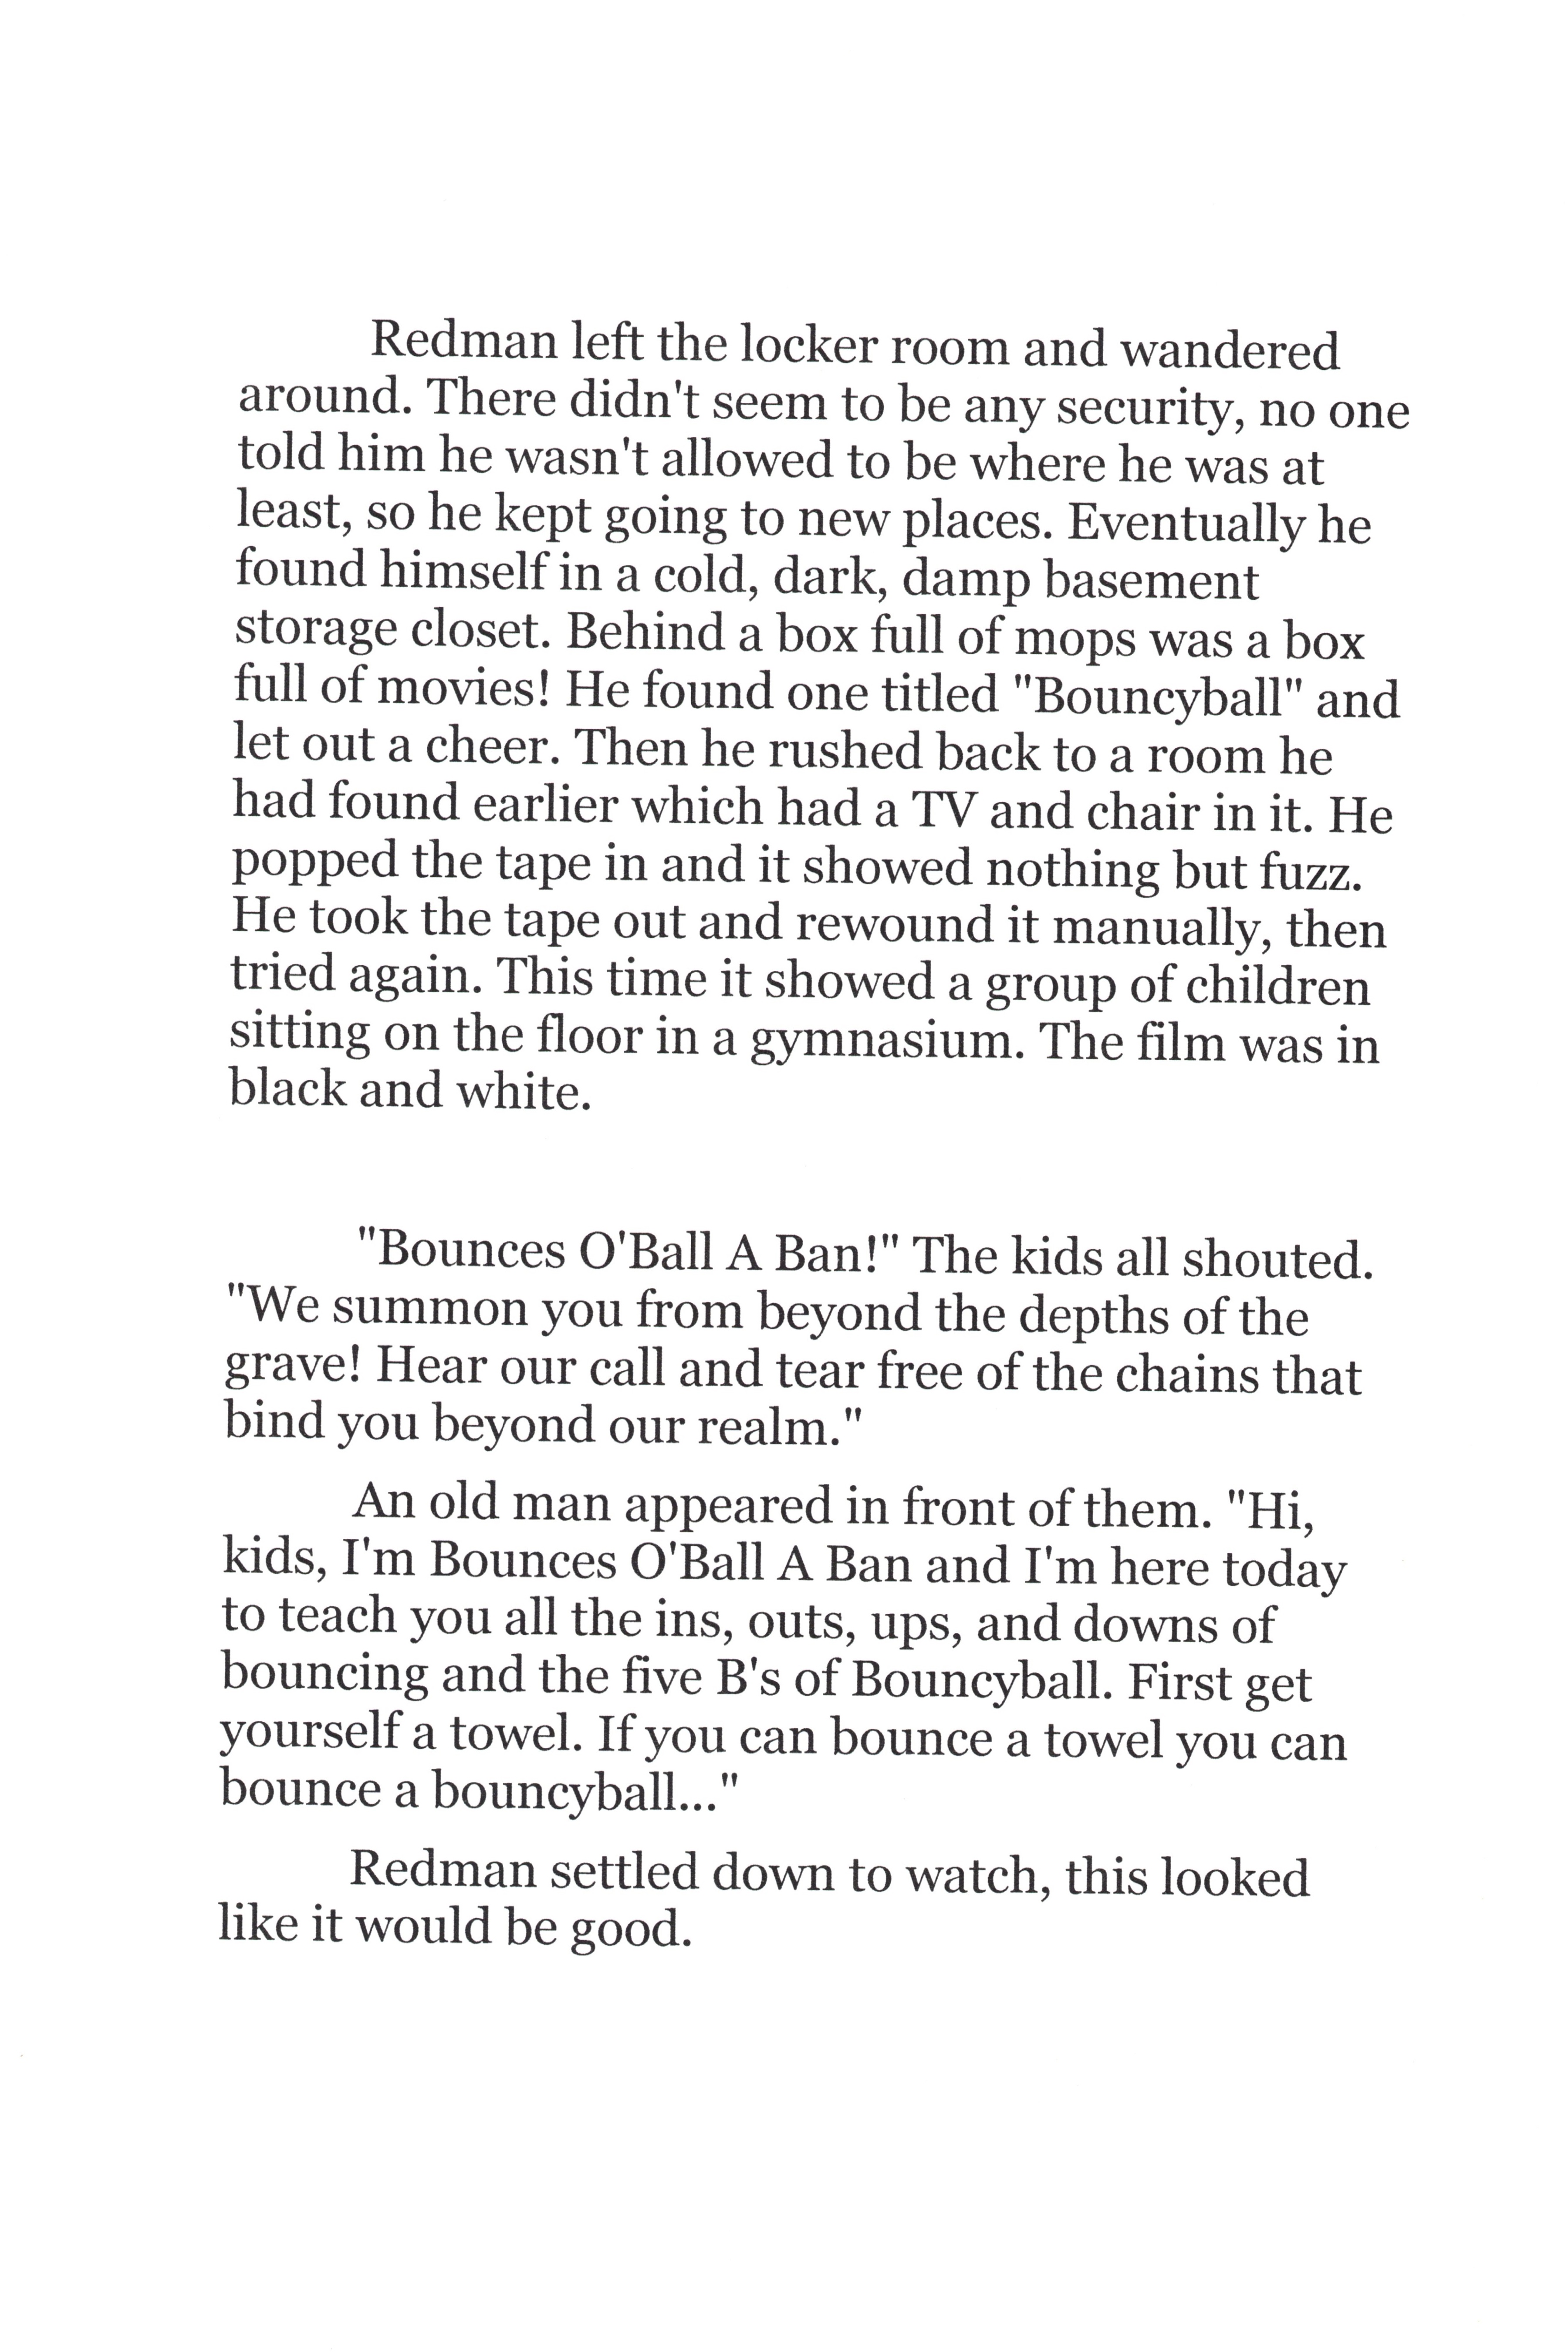 Redman left the locker room and wandered
around. There didn't seem to be any security, no one
told him he wasn't allowed to be where he was at
least, so he kept going to new places. Eventually he
found himself in a cold, dark, damp basement
storage closet. Behind a box full of mops was a box
full of movies! He found one titled "Bouncyball" and
let out a cheer. Then he rushed back to a room he
had found earlier which had a TV and chair in it. He
popped the tape in and it showed nothing but fuzz.
He took the tape out and rewound it manually, then
tried again. This time it showed a group of children
sitting on the floor in a gymnasium. The film was in
black and white.
"Bounces O'Ball A Ban!" The kids all shouted.
"We summon you from beyond the depths of the
grave! Hear our call and tear free of the chains that
bind you beyond our realm."
An old man appeared in front of them. "Hi,
kids, I'm Bounces O'Ball A Ban and I'm here today
to teach you all the ins, outs, ups, and downs of
bouncing and the five B's of Bouncyball. First get
yourself a towel. If you can bounce a towel you can
bounce a bouncyball..."
Redman settled down to watch, this looked
like it would be good.